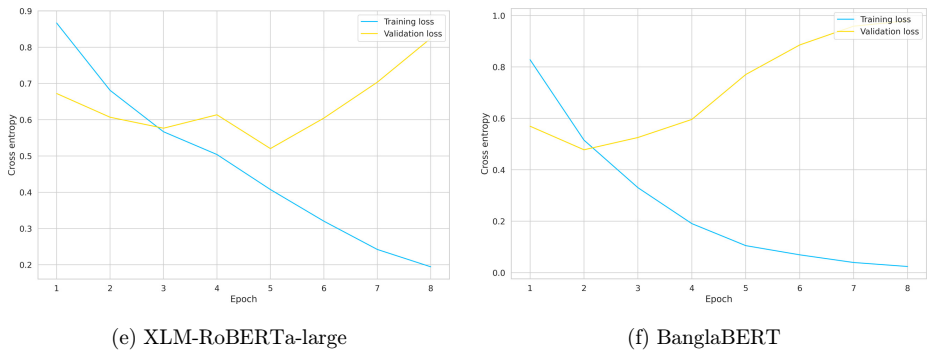 0.9
0.8
0.7
0.6
0.5
0.4
0.3
0.2
Cross entropy
Training loss
Validation loss
1 2 3 4 5 6 7 8
Epoch
(e) XLM-RoBERTa-large
1.0
0.8
0.6
0.4
0.2
0.0
Cross entropy
Training loss
Validation loss
1 2 3 4 5 6 7 8
Epoch
(f) BanglaBERT